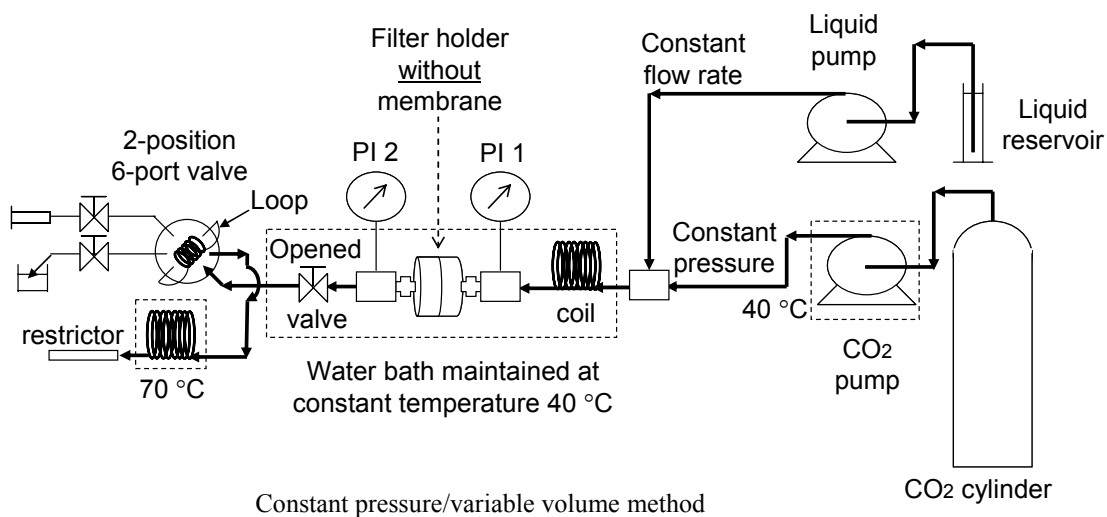 Filter holder
without
membrane
Constant
flow rate
Liquid
pump
Liquid
reservoir
2-position
6-port valve
PI 2
PI 1
Loop
Opened
valve
coil
Constant
pressure
40 °C
CO2
pump
restrictor
70 °C
Water bath maintained at
constant temperature 40 °C
CO2 cylinder
Constant pressure/variable volume method